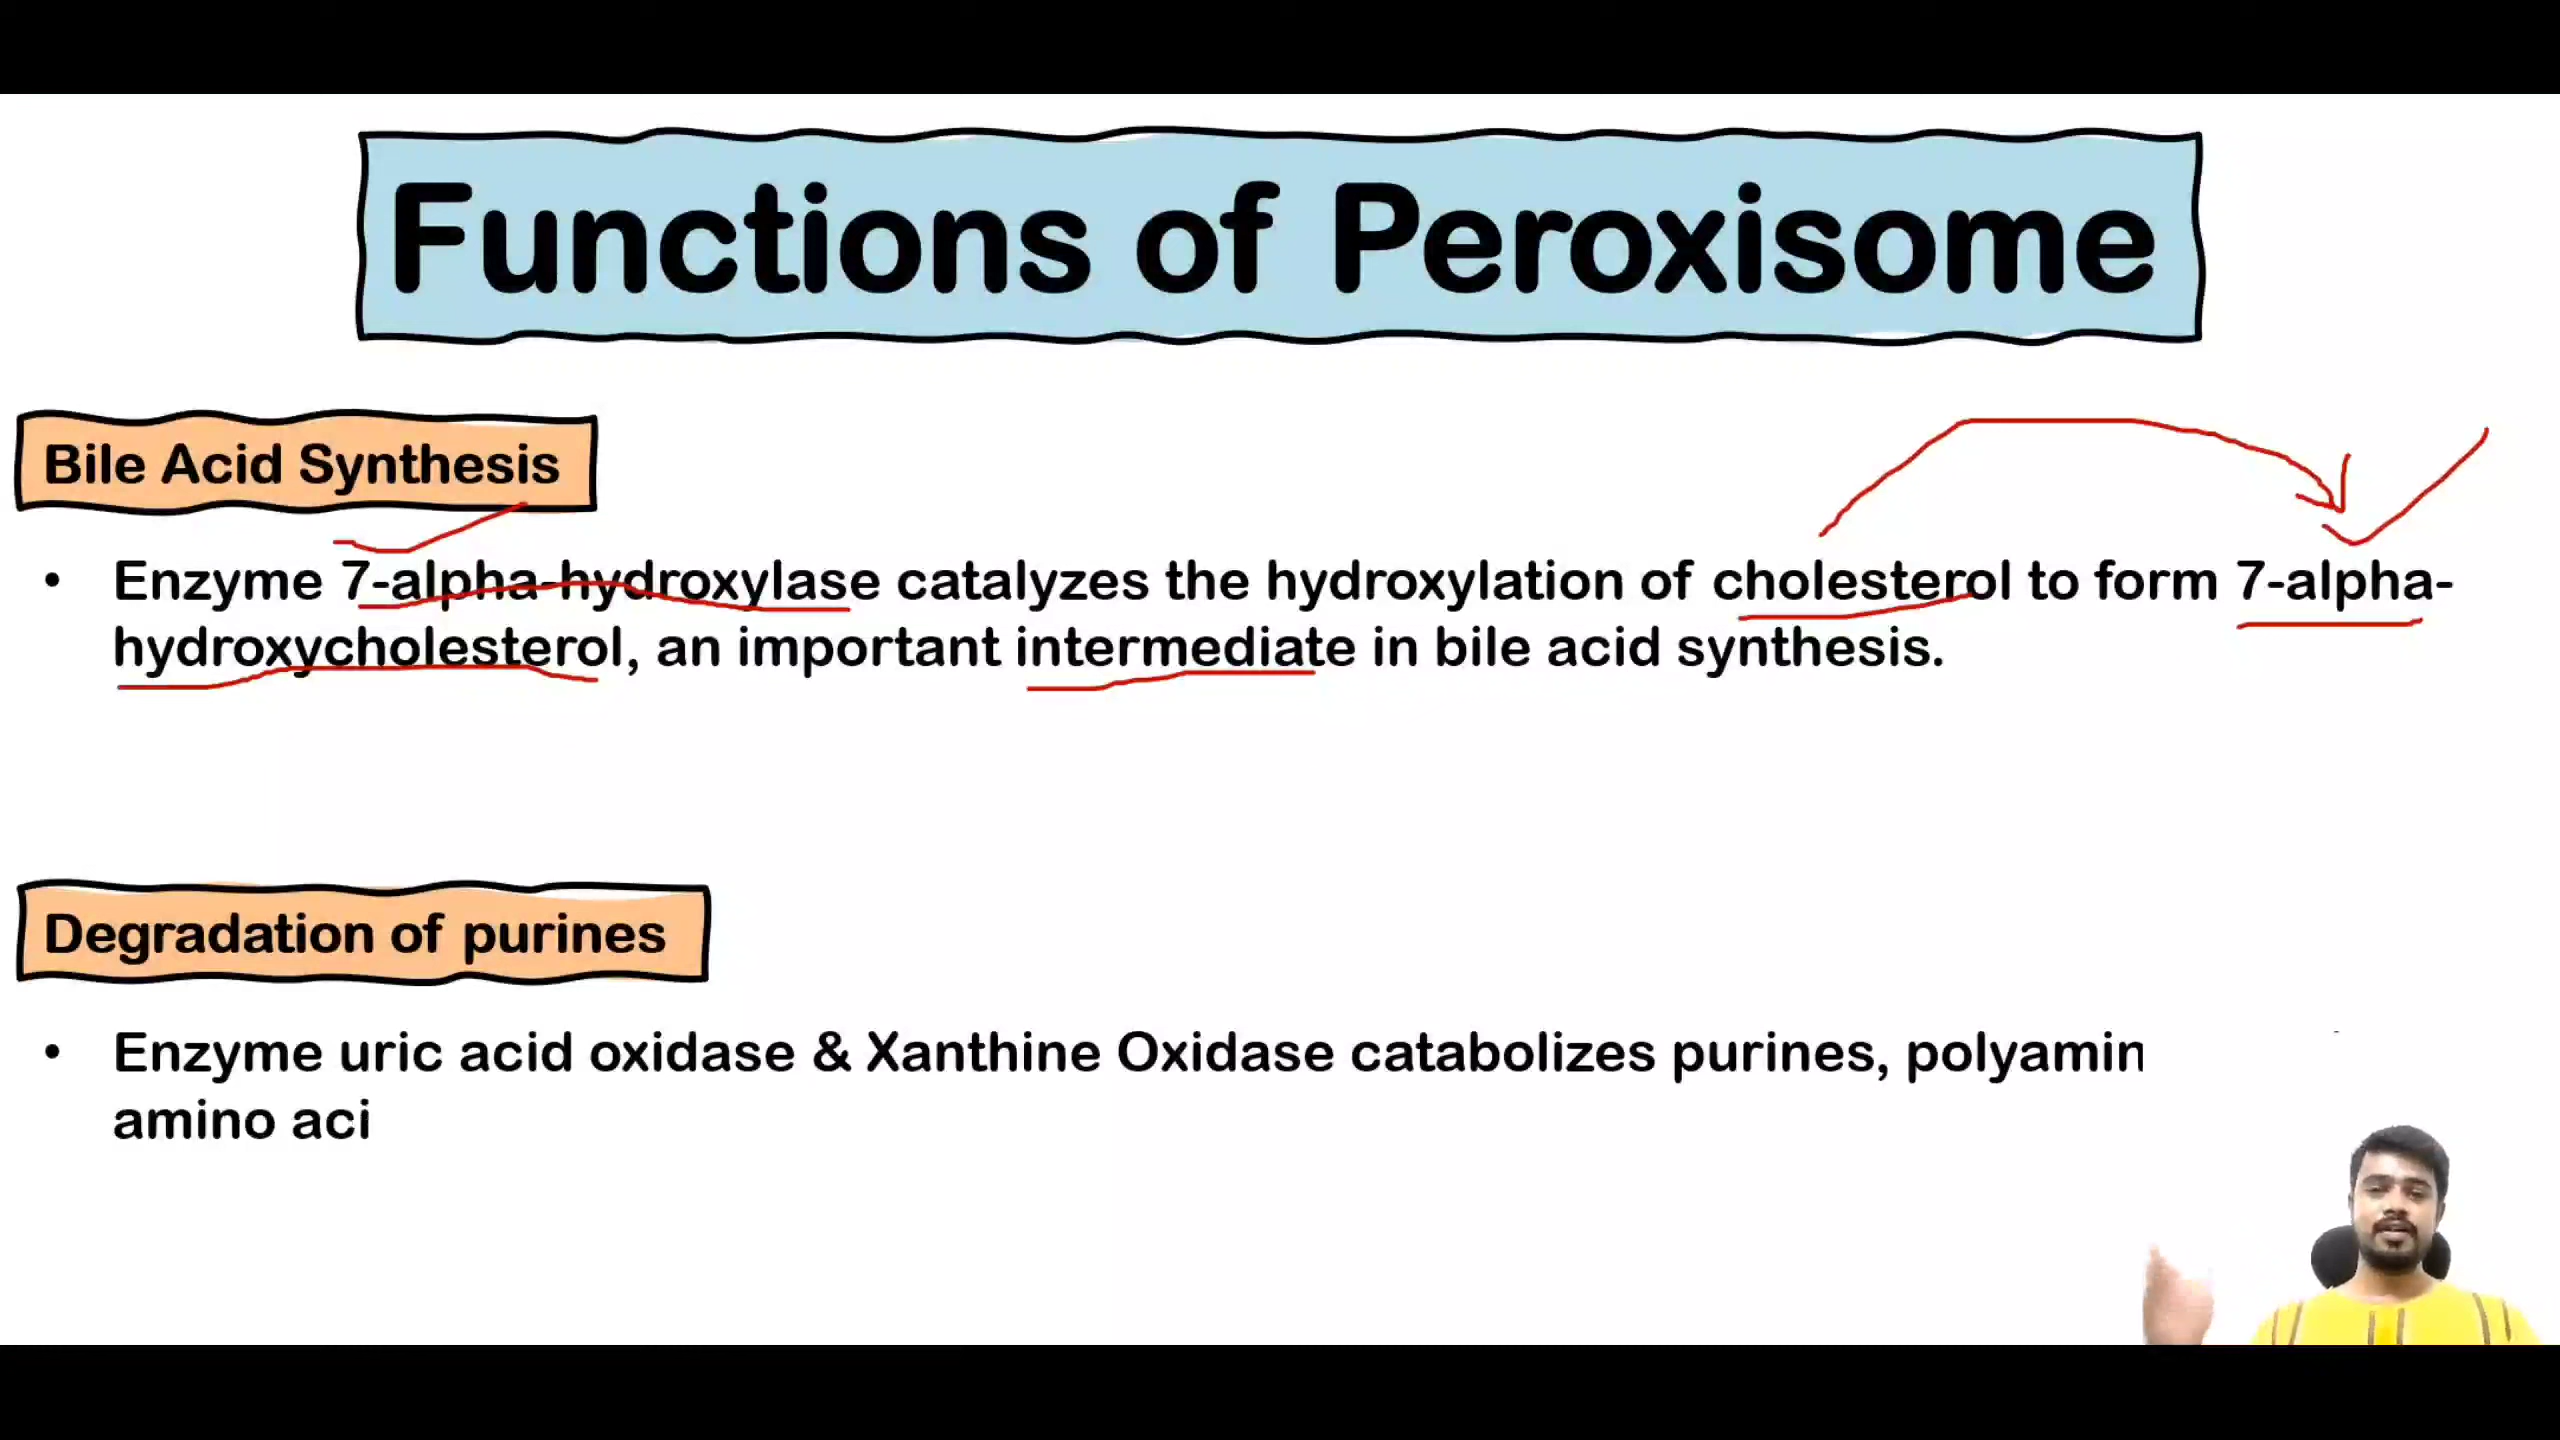 Functions of Peroxisome
Bile Acid Synthesis
• Enzyme 7-alpha-hydroxylase catalyzes the hydroxylation of cholesterol to form 7-alpha-
hydroxycholesterol, an important intermediate in bile acid synthesis.
Degradation of purines
• Enzyme uric acid oxidase & Xanthine Oxidase catabolizes purines, polyamin
amino aci